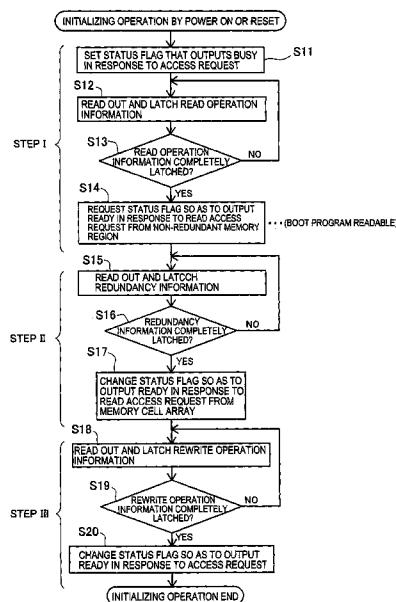 INITIALIZING OPERATION BY POWER ON OR RESET
S11
SET STATUS FLAG THAT OUTPUTS BUSY
IN RESPONSE TO ACCESS REQUEST
S12
READ OUT AND LATCH READ OPERATION
INFORMATION
STEP I
S13
READ OPERATION
INFORMATION COMPLETELY
LATCHED?
NO
YES
S14
REQUEST STATUS FLAG SO AS TO OUTPUT
READY IN RESPONSE TO READ ACCESS
REQUEST FROM NON-REDUNDANT MEMORY
REGION
•••(BOOT PROGRAM READABLE)
S15
READ OUT AND LATCCH
REDUNDANCY INFORMATION
STEP II
S16
REDUNDANCY
INFORMATION COMPLETELY
LATCHED?
NO
YES
S17
CHANGE STATUS FLAG SO AS TO
OUTPUT READY IN RESPONSE TO
READ ACCESS REQUEST FROM
MEMORY CELL ARRAY
S18
READ OUT AND LATCH REWRITE OPERATION
INFORMATION
STEP III
S19
REWRITE OPERATION
INFORMATION COMPLETELY
LATCHED?
NO
YES
S20
CHANGE STATUS FLAG SO AS TO OUTPUT
READY IN RESPONSE TO ACCESS REQUEST
INITIALIZING OPERATION END